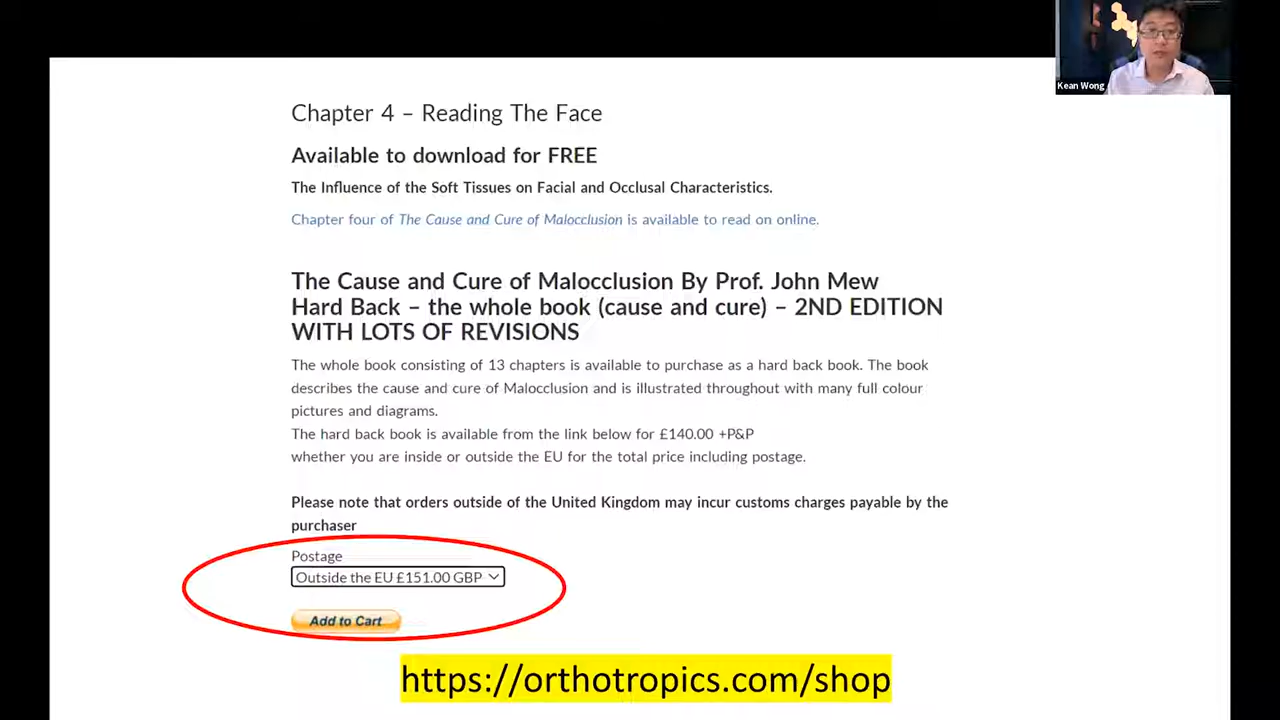 Kean Wong
Chapter 4 – Reading The Face
Available to download for FREE
The Influence of the Soft Tissues on Facial and Occlusal Characteristics.
Chapter four of The Cause and Cure of Malocclusion is available to read on online.
The Cause and Cure of Malocclusion By Prof. John Mew
Hard Back – the whole book (cause and cure) – 2ND EDITION
WITH LOTS OF REVISIONS
The whole book consisting of 13 chapters is available to purchase as a hard back book. The book
describes the cause and cure of Malocclusion and is illustrated throughout with many full colour
pictures and diagrams.
The hard back book is available from the link below for £140.00 +P&P
whether you are inside or outside the EU for the total price including postage.
Please note that orders outside of the United Kingdom may incur customs charges payable by the
purchaser
Postage
Outside the EU £151.00 GBP
Add to Cart
https://orthotropics.com/shop